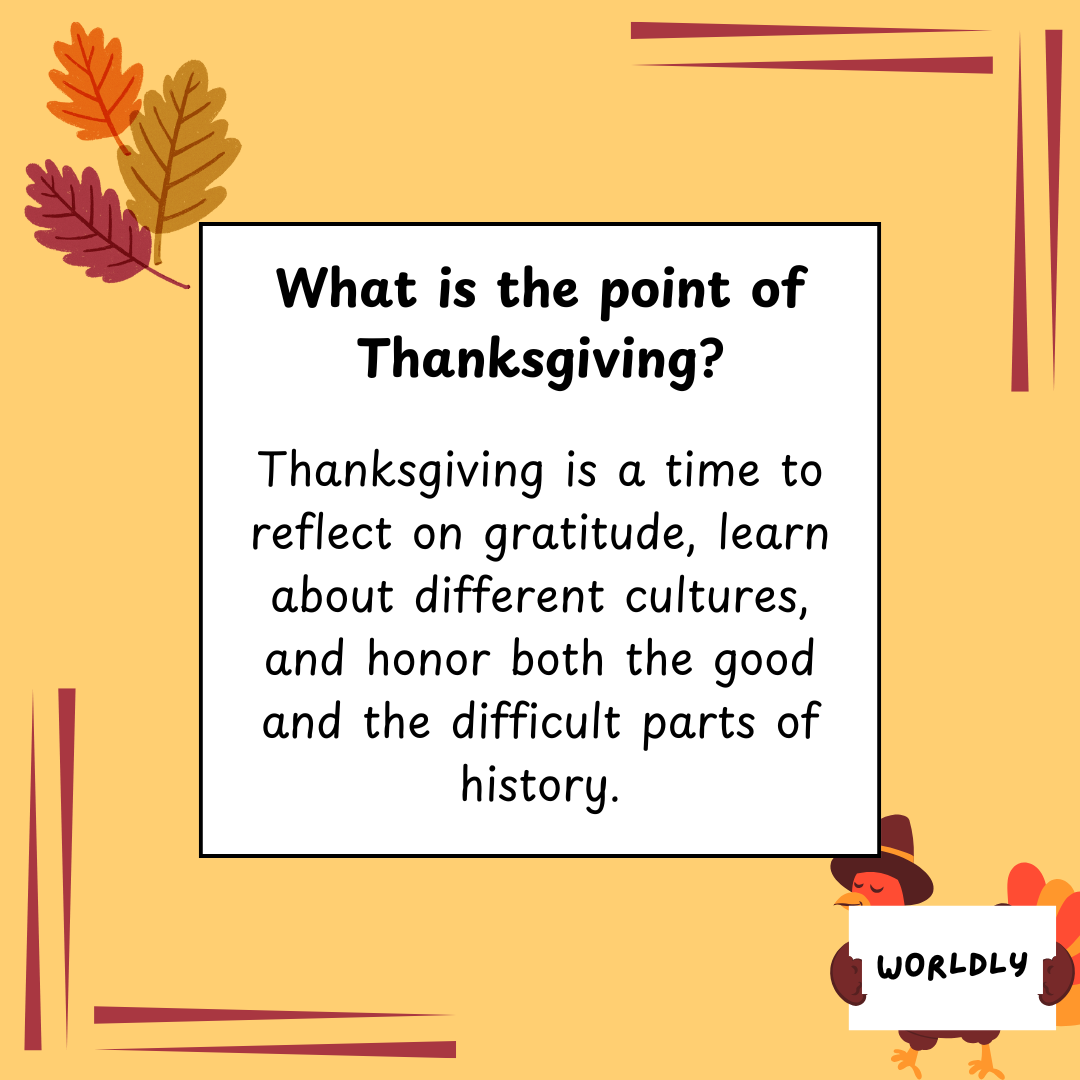 What is the point of
Thanksgiving?
Thanksgiving is a time to
reflect on gratitude, learn
about different cultures,
and honor both the good
and the difficult parts of
history.
WORLDLY